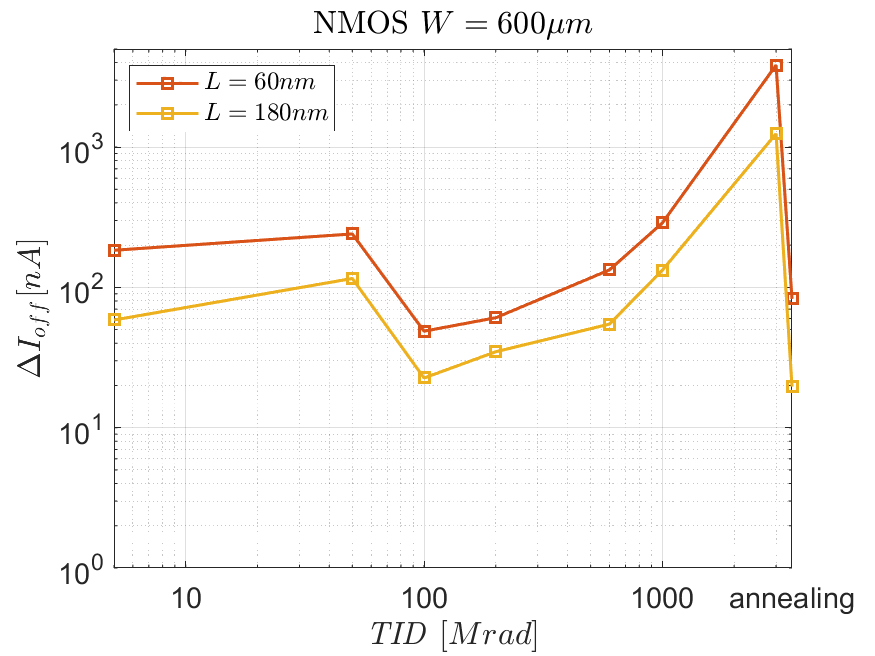 NMOS W = 600μm
L = 60nm
L = 180nm
10^3
10^2
10^1
10^0
ΔI_off [nA]
10 100 1000 annealing
TID [Mrad]